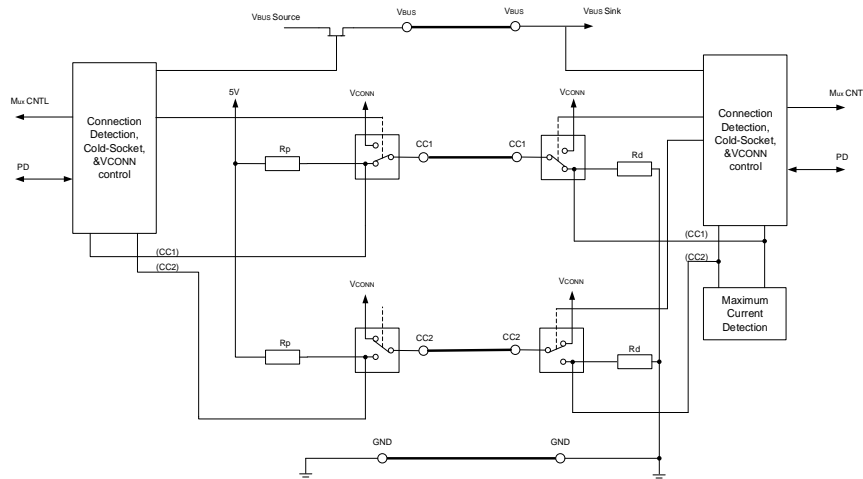 VBUS Source
VBUS
VBUS
VBUS Sink
Mux CNTL
PD
Connection
Detection,
Cold-Socket,
&VCONN
control
5V
VCONN
Rp
CC1
CC1
VCONN
Rd
Connection
Detection,
Cold-Socket,
&VCONN
control
Mux CNT
PD
(CC1)
(CC2)
(CC1)
(CC2)
Maximum
Current
Detection
VCONN
Rp
CC2
CC2
VCONN
Rd
GND
GND